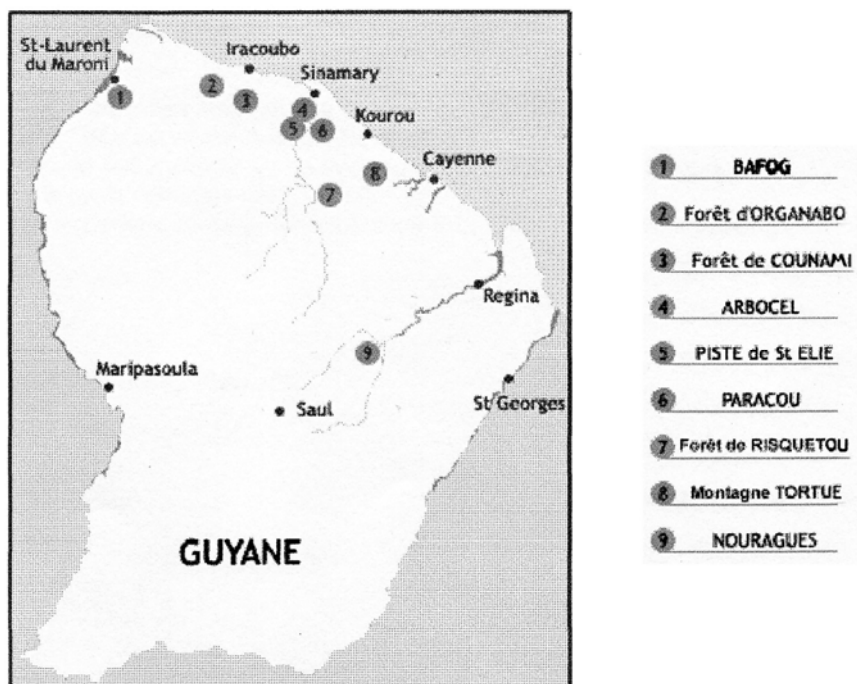 St-Laurent
du Maroni
Iracoubo
Sinamary
Kourou
Cayenne
Regina
Maripasoula
Saul
St Georges
GUYANE
1
2
3
4
5
6
7
8
9
1 BAFOG
2 Forêt d'ORGANABO
3 Forêt de COUNAMI
4 ARBOCEL
5 PISTE de St ELIE
6 PARACOU
7 Forêt de RISQUETOU
8 Montagne TORTUE
9 NOURAGUES